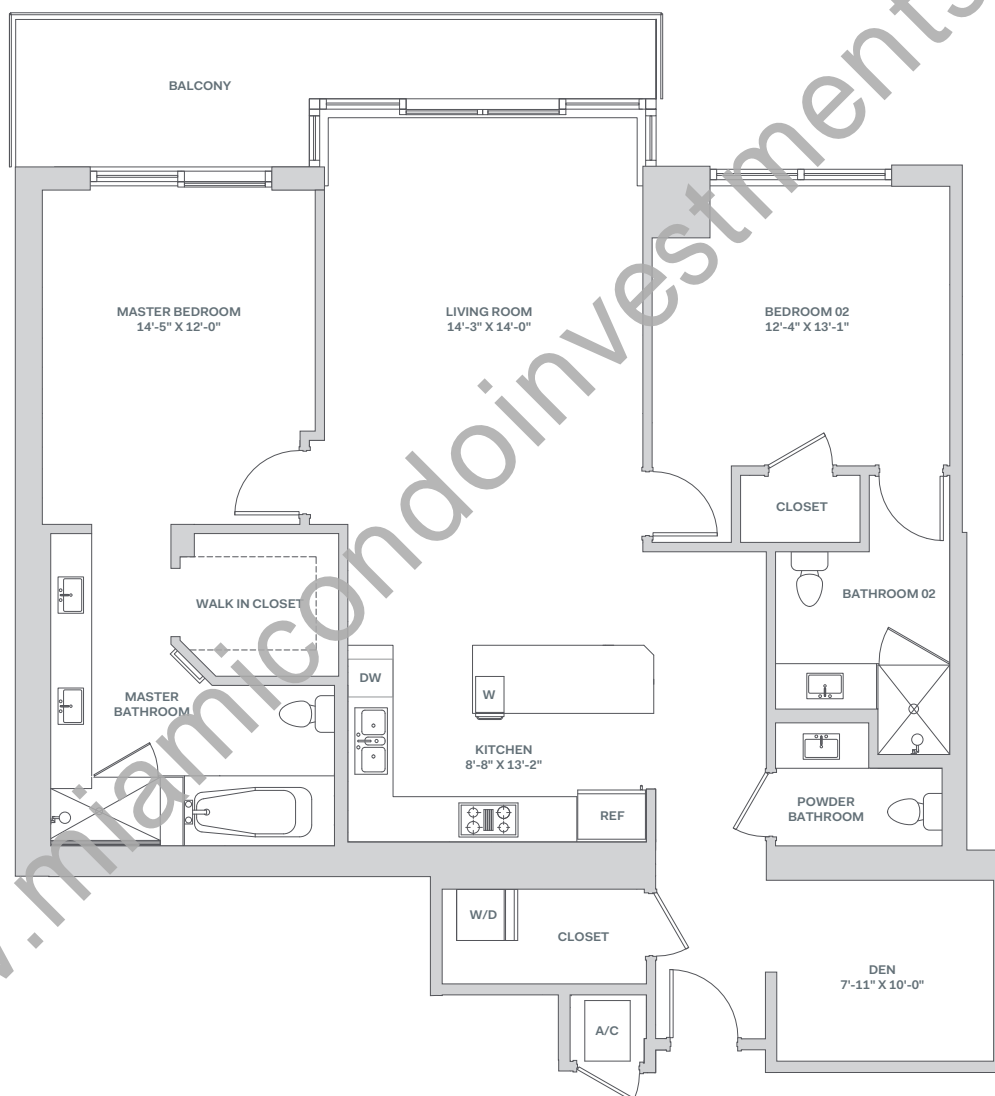 BALCONY
MASTER BEDROOM
14'-5" X 12'-0"
LIVING ROOM
14'-3" X 14'-0"
BEDROOM 02
12'-4" X 13'-1"
CLOSET
WALK IN CLOSET
BATHROOM 02
DW
W
MASTER
BATHROOM
KITCHEN
8'-8" X 13'-2"
REF
POWDER
BATHROOM
W/D
CLOSET
DEN
7'-11" X 10'-0"
A/C
.miamicondoinvestments